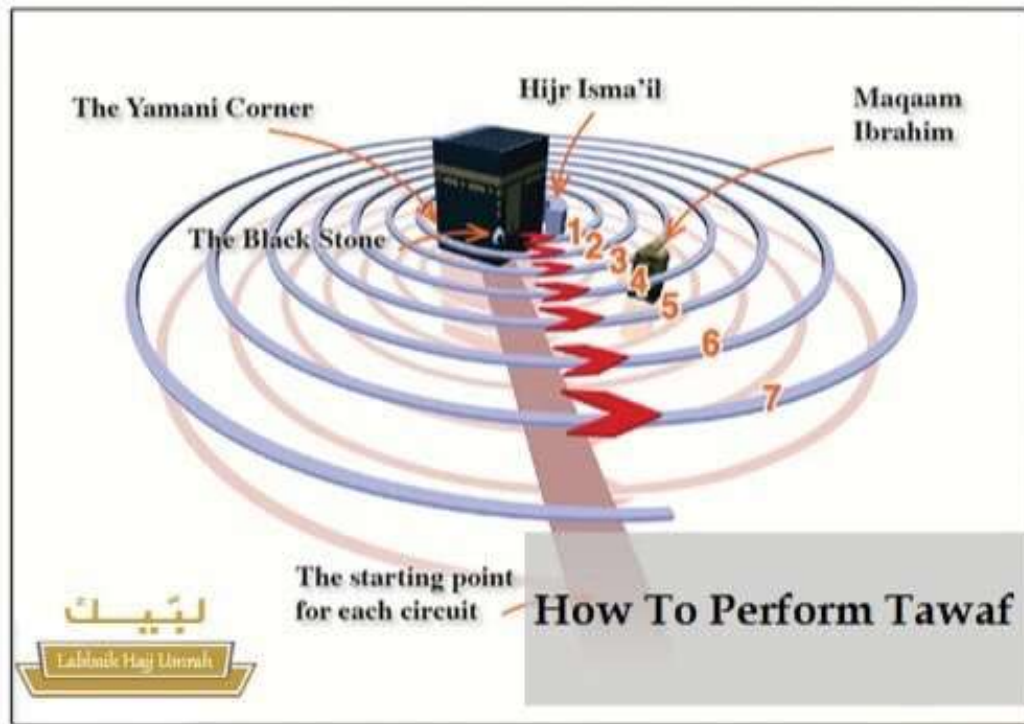 Hijr Isma'il
Maqaam
Ibrahim
The Yamani Corner
The Black Stone
1
2
3
4
5
6
7
The starting point
for each circuit
How To Perform Tawaf
لبَيك
Labbaik Hajj Umrah